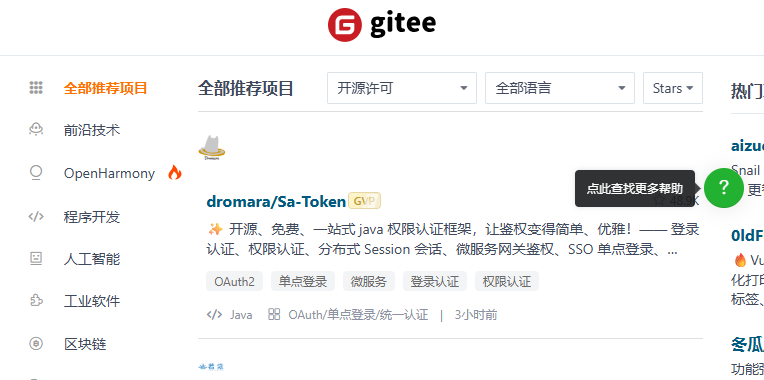 gitee
全部推荐项目
前沿技术
OpenHarmony
程序开发
人工智能
工业软件
区块链
全部推荐项目
开源许可
全部语言
Stars
Dromara
dromara/Sa-Token
GVP
✨ 开源、免费、一站式 java 权限认证框架，让鉴权变得简单、优雅！—— 登录
认证、权限认证、分布式 Session 会话、微服务网关鉴权、SSO 单点登录、...
OAuth2
单点登录
微服务
登录认证
权限认证
Java
OAuth/单点登录/统一认证 | 3小时前
点此查找更多帮助
?
热门
aizuo
Snail
更
0ldF
🔥 Vu
化打印
标签、
冬瓜
功能强